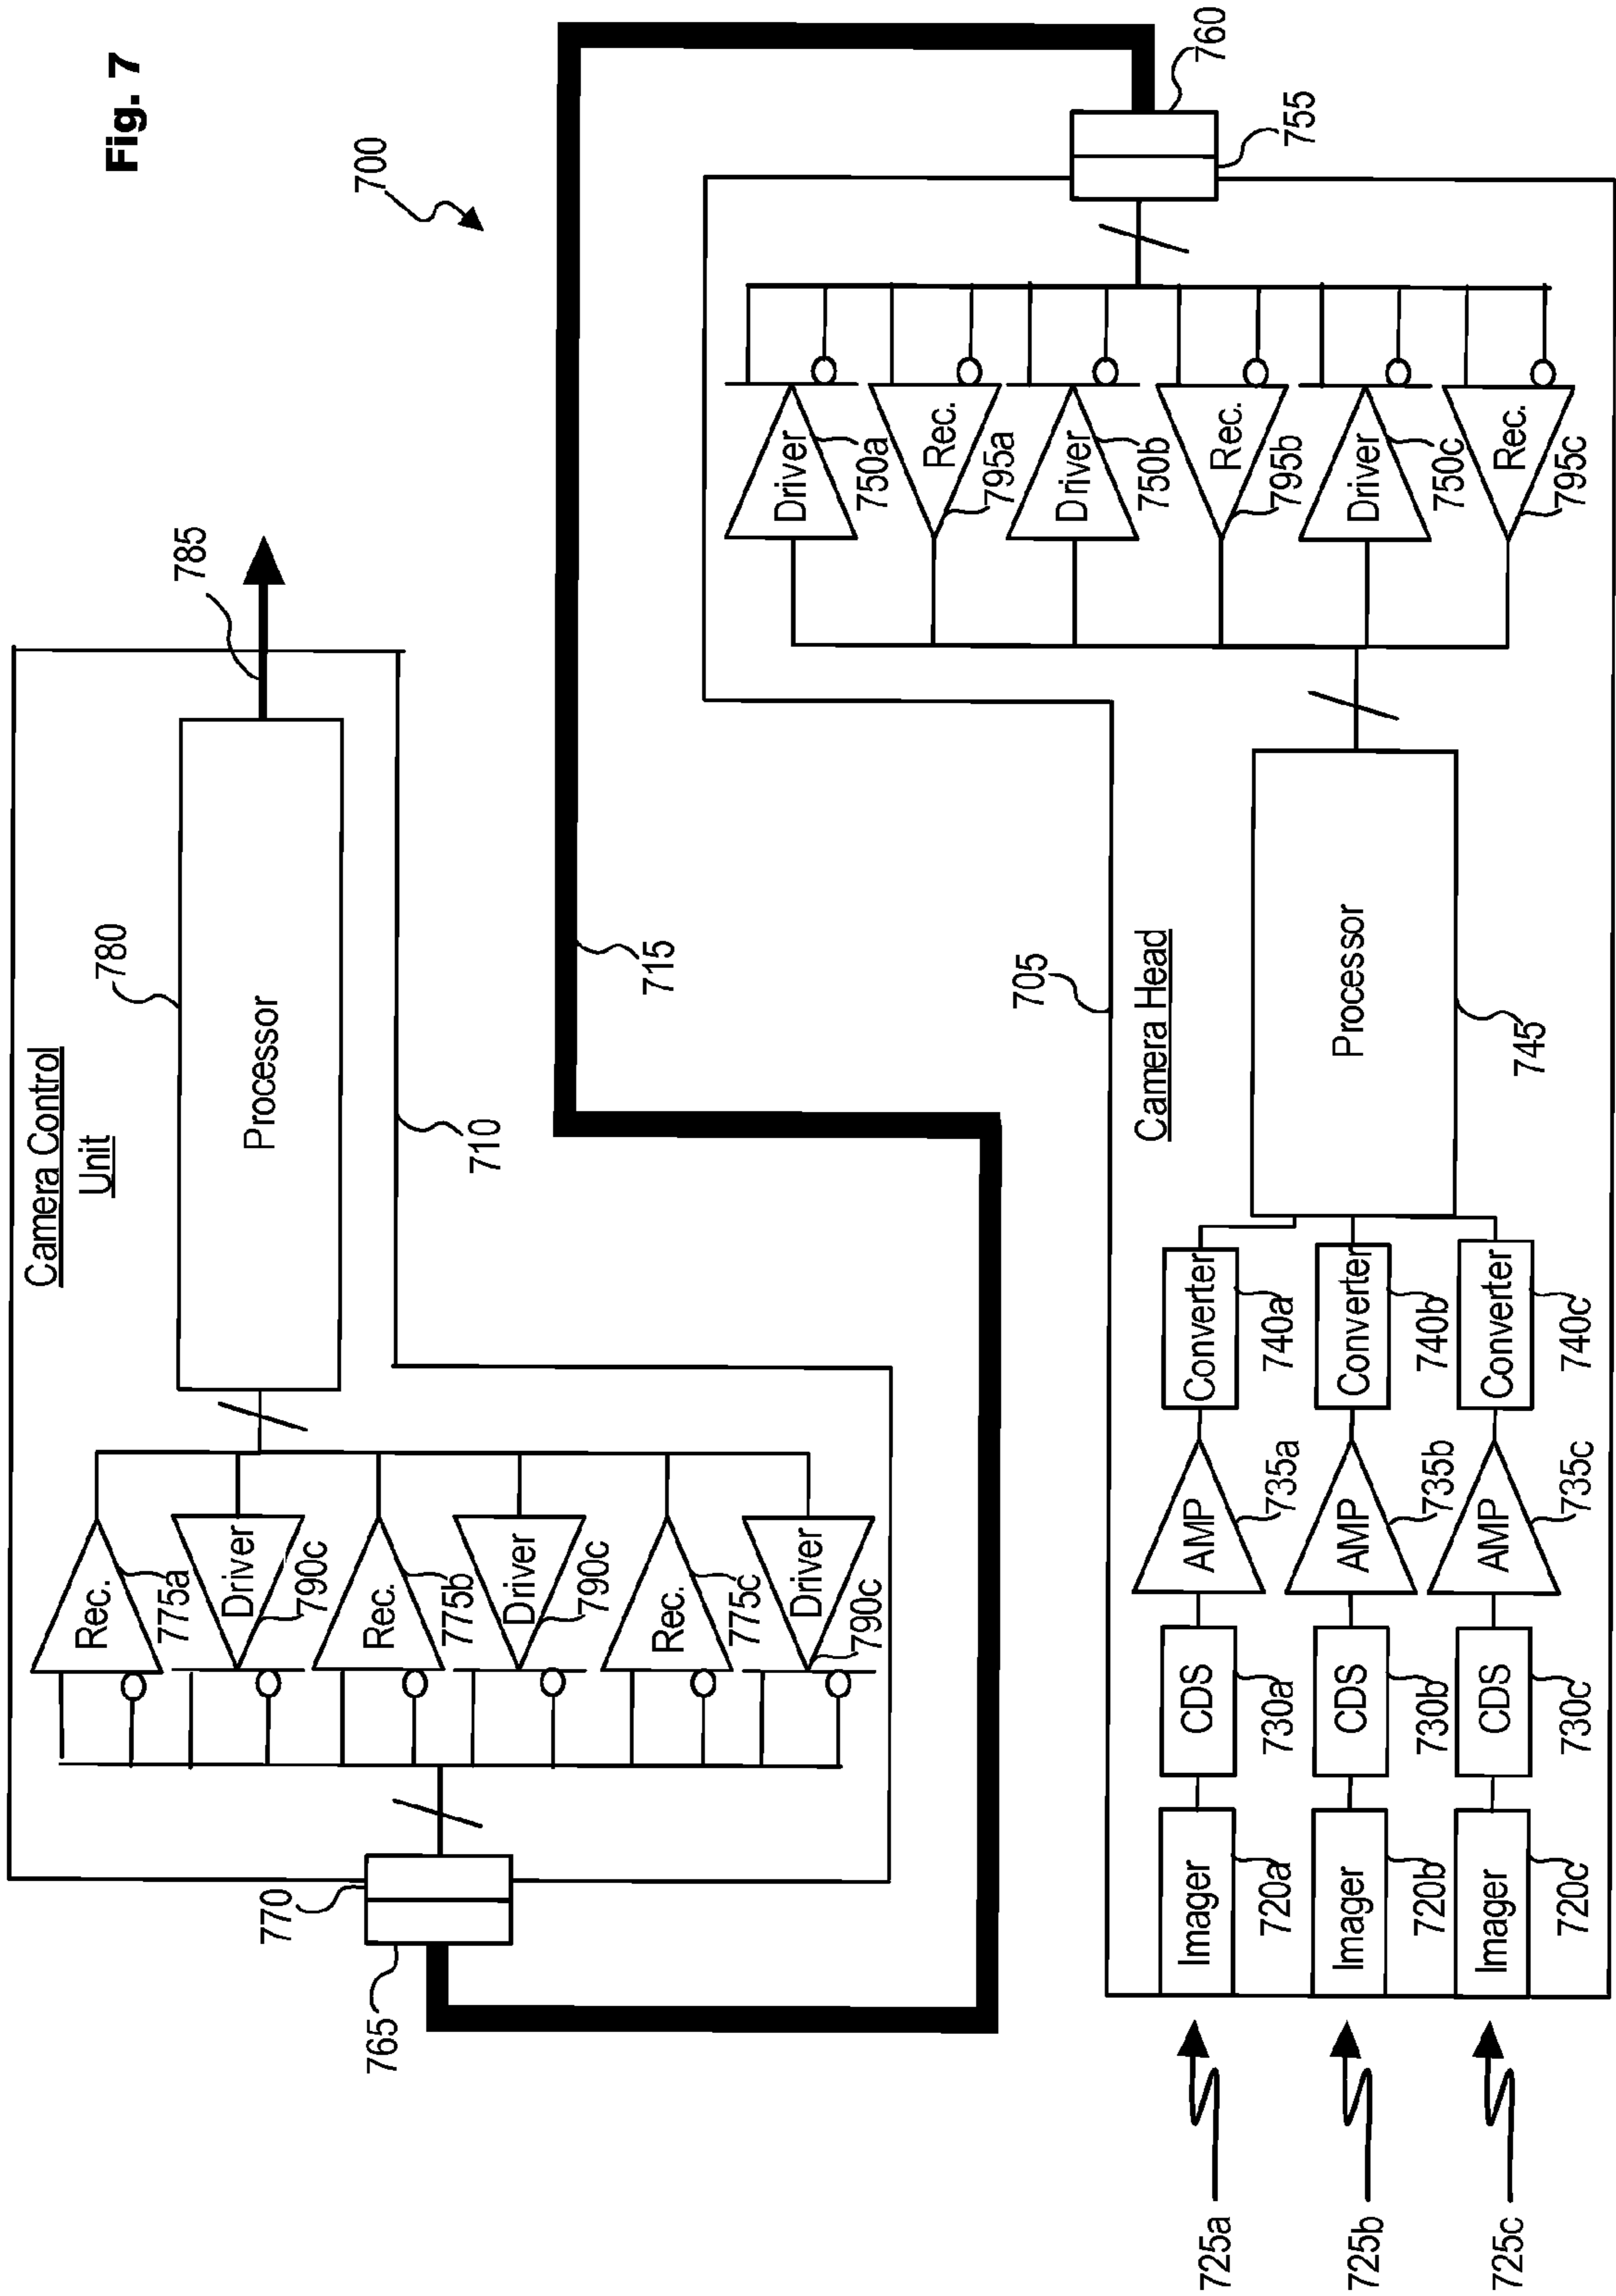 Fig. 7
700
Camera Control
Unit
780
Processor
785
710
Rec.
775a
Driver
790c
Rec.
775b
Driver
790c
Rec.
775c
Driver
790c
770
765
715
760
755
705
Camera Head
Driver
750a
Rec.
795a
Driver
750b
Rec.
795b
Driver
750c
Rec.
795c
Processor
745
725a
Imager
720a
CDS
730a
AMP
735a
Converter
740a
725b
Imager
720b
CDS
730b
AMP
735b
Converter
740b
725c
Imager
720c
CDS
730c
AMP
735c
Converter
740c